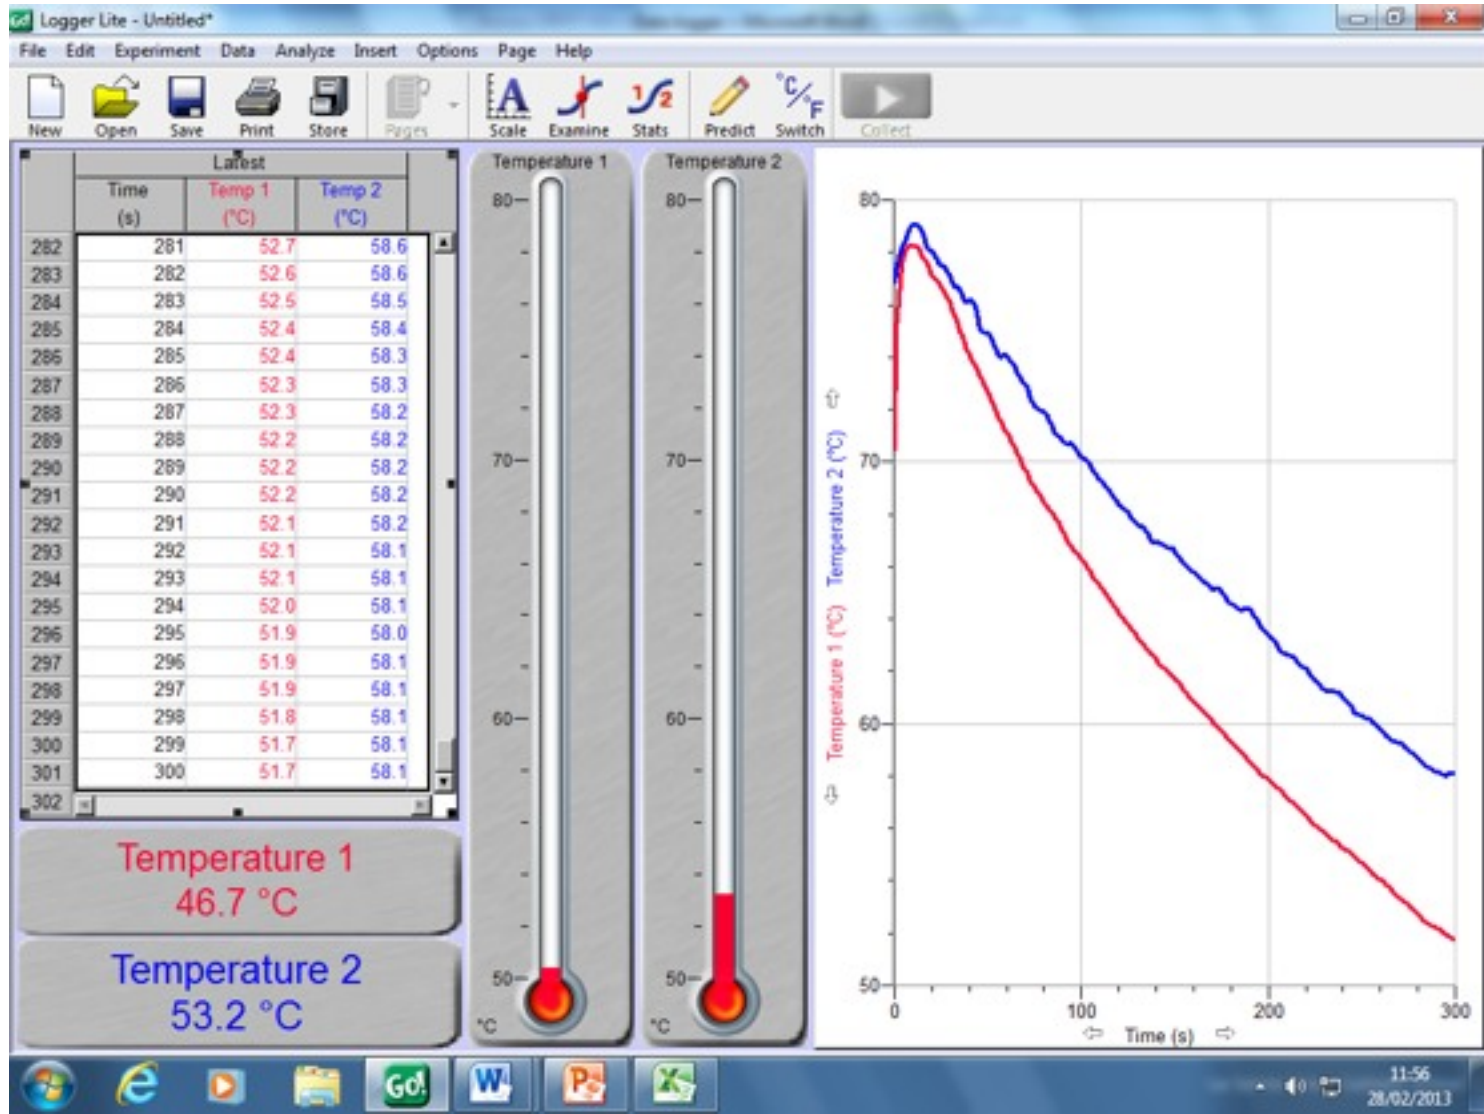 Go! Logger Lite - Untitled*
File Edit Experiment Data Analyze Insert Options Page Help
New Open Save Print Store Pages Scale Examine Stats Predict Switch Collect
°C/°F
Latest
Time Temp 1 Temp 2
(s) (°C) (°C)
282 281 52.7 58.6
283 282 52.6 58.6
284 283 52.5 58.5
285 284 52.4 58.4
286 285 52.4 58.3
287 286 52.3 58.3
288 287 52.3 58.2
289 288 52.2 58.2
290 289 52.2 58.2
291 290 52.2 58.2
292 291 52.1 58.2
293 292 52.1 58.1
294 293 52.1 58.1
295 294 52.0 58.1
296 295 51.9 58.0
297 296 51.9 58.1
298 297 51.9 58.1
299 298 51.8 58.1
300 299 51.7 58.1
301 300 51.7 58.1
302
Temperature 1
46.7 °C
Temperature 2
53.2 °C
Temperature 1
80
70
60
50
°C
Temperature 2
80
70
60
50
°C
Temperature 1 (°C) Temperature 2 (°C)
80
70
60
50
0 100 200 300
Time (s)
Go!
11:56
28/02/2013